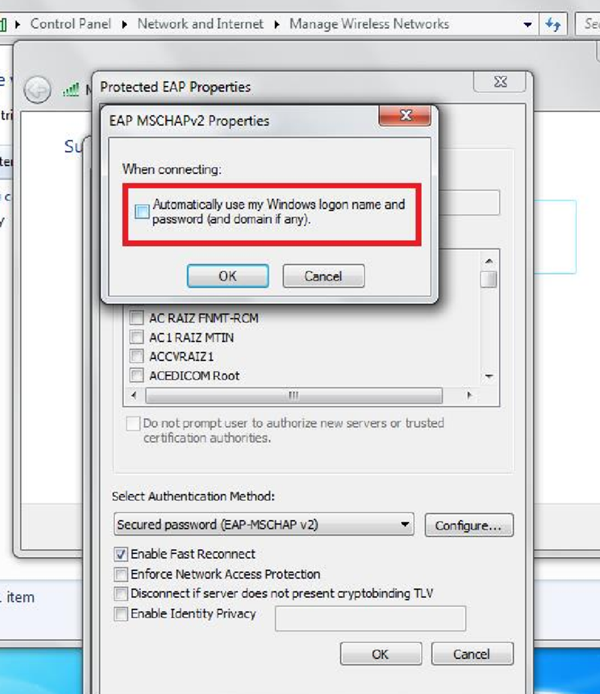 Control Panel
Network and Internet
Manage Wireless Networks
Protected EAP Properties
EAP MSCHAPv2 Properties
When connecting:
Automatically use my Windows logon name and
password (and domain if any).
OK
Cancel
AC RAIZ FNMT-RCM
AC1 RAIZ MTIN
ACCVRAIZ1
ACEDICOM Root
Do not prompt user to authorize new servers or trusted
certification authorities.
Select Authentication Method:
Secured password (EAP-MSCHAP v2)
Configure...
Enable Fast Reconnect
Enforce Network Access Protection
Disconnect if server does not present cryptobinding TLV
Enable Identity Privacy
item
OK
Cancel